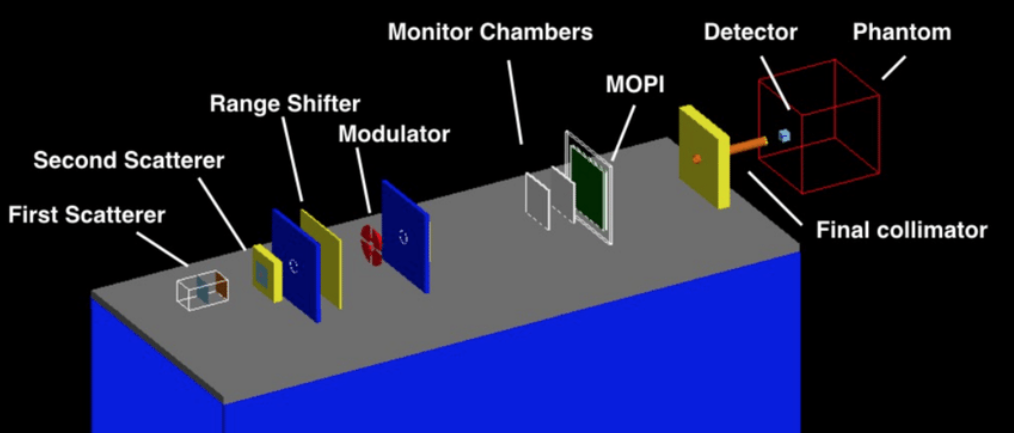 Monitor Chambers
Detector
Phantom
MOPI
Range Shifter
Modulator
Second Scatterer
First Scatterer
Final collimator